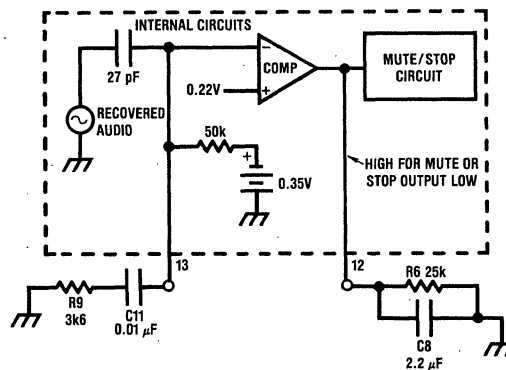 INTERNAL CIRCUITS
27 pF
−
COMP
+
0.22V
MUTE/STOP
CIRCUIT
RECOVERED
AUDIO
50k
+
0.35V
HIGH FOR MUTE OR
STOP OUTPUT LOW
13
12
R9
3k6
C11
0.01 µF
R6 25k
C8
2.2 µF